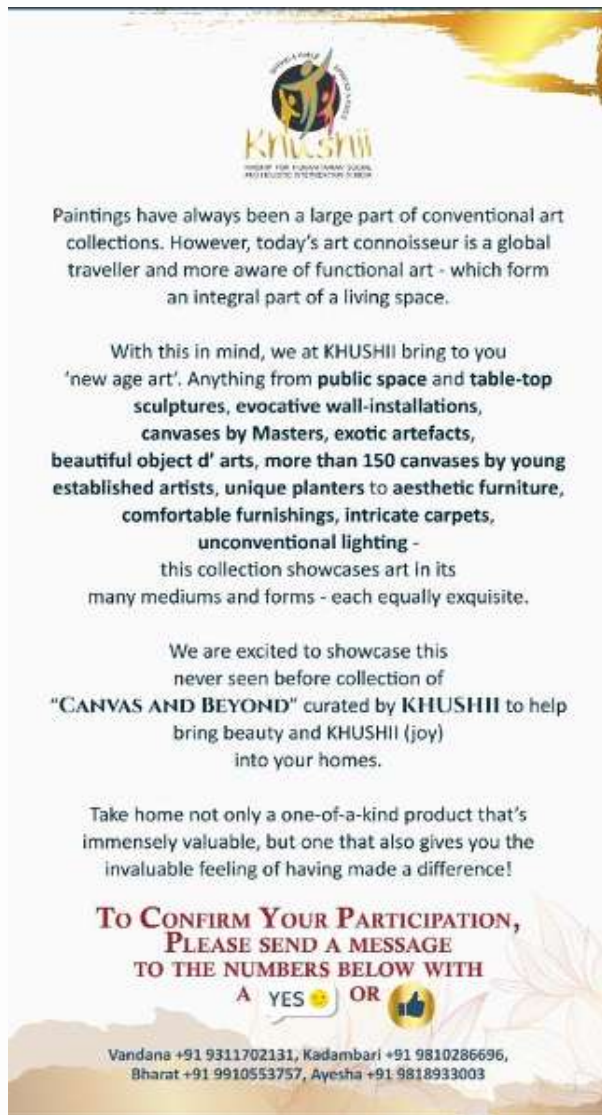 Khushii
Paintings have always been a large part of conventional art
collections. However, today's art connoisseur is a global
traveller and more aware of functional art - which form
an integral part of a living space.
With this in mind, we at KHUSHII bring to you
'new age art'. Anything from public space and table-top
sculptures, evocative wall-installations,
canvases by Masters, exotic artefacts,
beautiful object d' arts, more than 150 canvases by young
established artists, unique planters to aesthetic furniture,
comfortable furnishings, intricate carpets,
unconventional lighting -
this collection showcases art in its
many mediums and forms - each equally exquisite.
We are excited to showcase this
never seen before collection of
"CANVAS AND BEYOND" curated by KHUSHII to help
bring beauty and KHUSHII (joy)
into your homes.
Take home not only a one-of-a-kind product that's
immensely valuable, but one that also gives you the
invaluable feeling of having made a difference!
TO CONFIRM YOUR PARTICIPATION,
PLEASE SEND A MESSAGE
TO THE NUMBERS BELOW WITH
A YES OR
Vandana +91 9311702131, Kadambari +91 9810286696,
Bharat +91 9910553757, Ayesha +91 9818933003